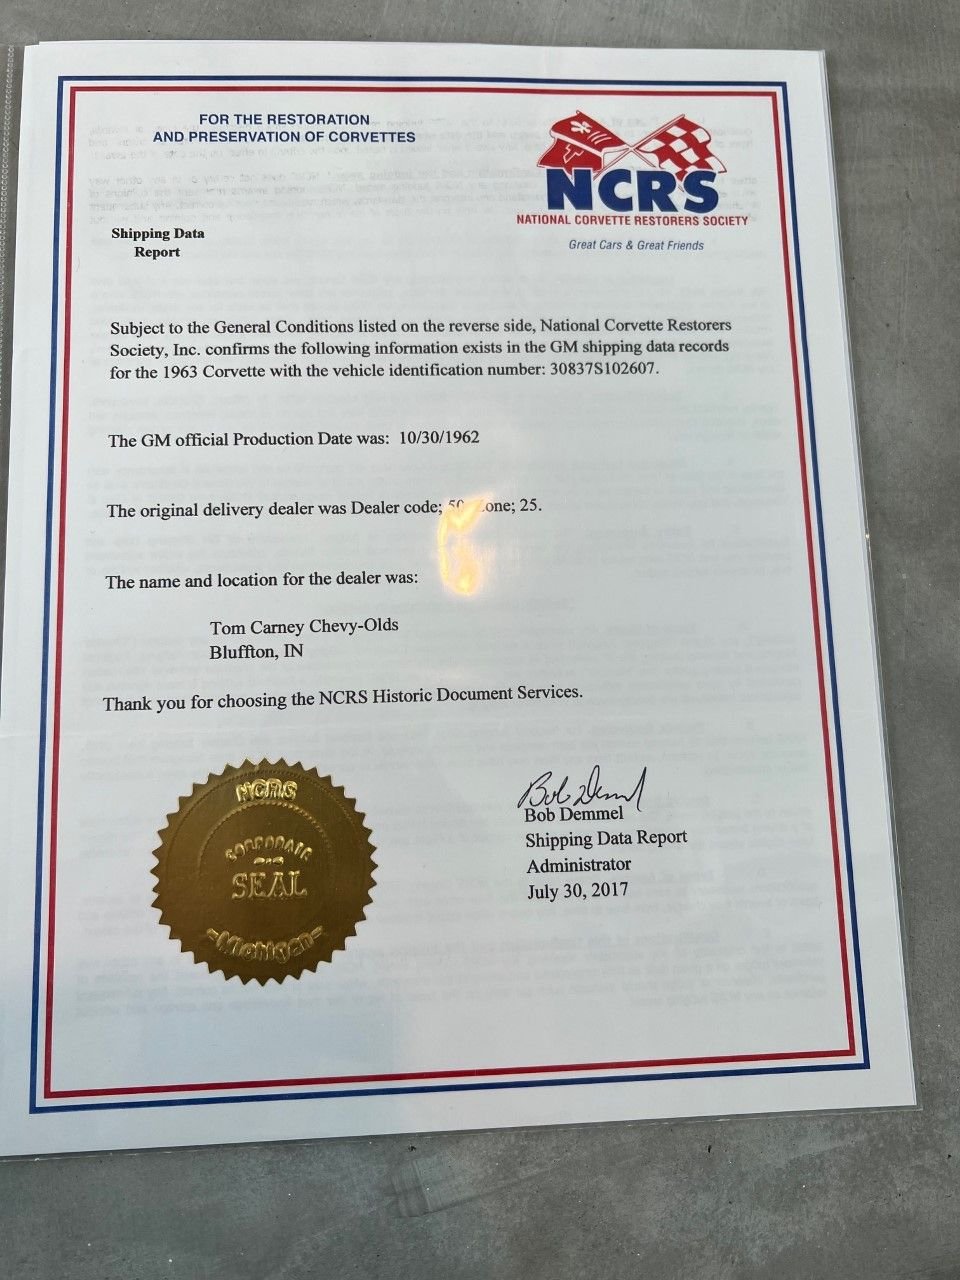 FOR THE RESTORATION
AND PRESERVATION OF CORVETTES
NCRS
NATIONAL CORVETTE RESTORERS SOCIETY
Great Cars & Great Friends
Shipping Data
Report
Subject to the General Conditions listed on the reverse side, National Corvette Restorers
Society, Inc. confirms the following information exists in the GM shipping data records
for the 1963 Corvette with the vehicle identification number: 30837S102607.
The GM official Production Date was: 10/30/1962
The original delivery dealer was Dealer code; 25.
The name and location for the dealer was:
Tom Carney Chevy-Olds
Bluffton, IN
Thank you for choosing the NCRS Historic Document Services.
NCRS
CORPORATE
SEAL
Michigan
Bob Demmel
Bob Demmel
Shipping Data Report
Administrator
July 30, 2017